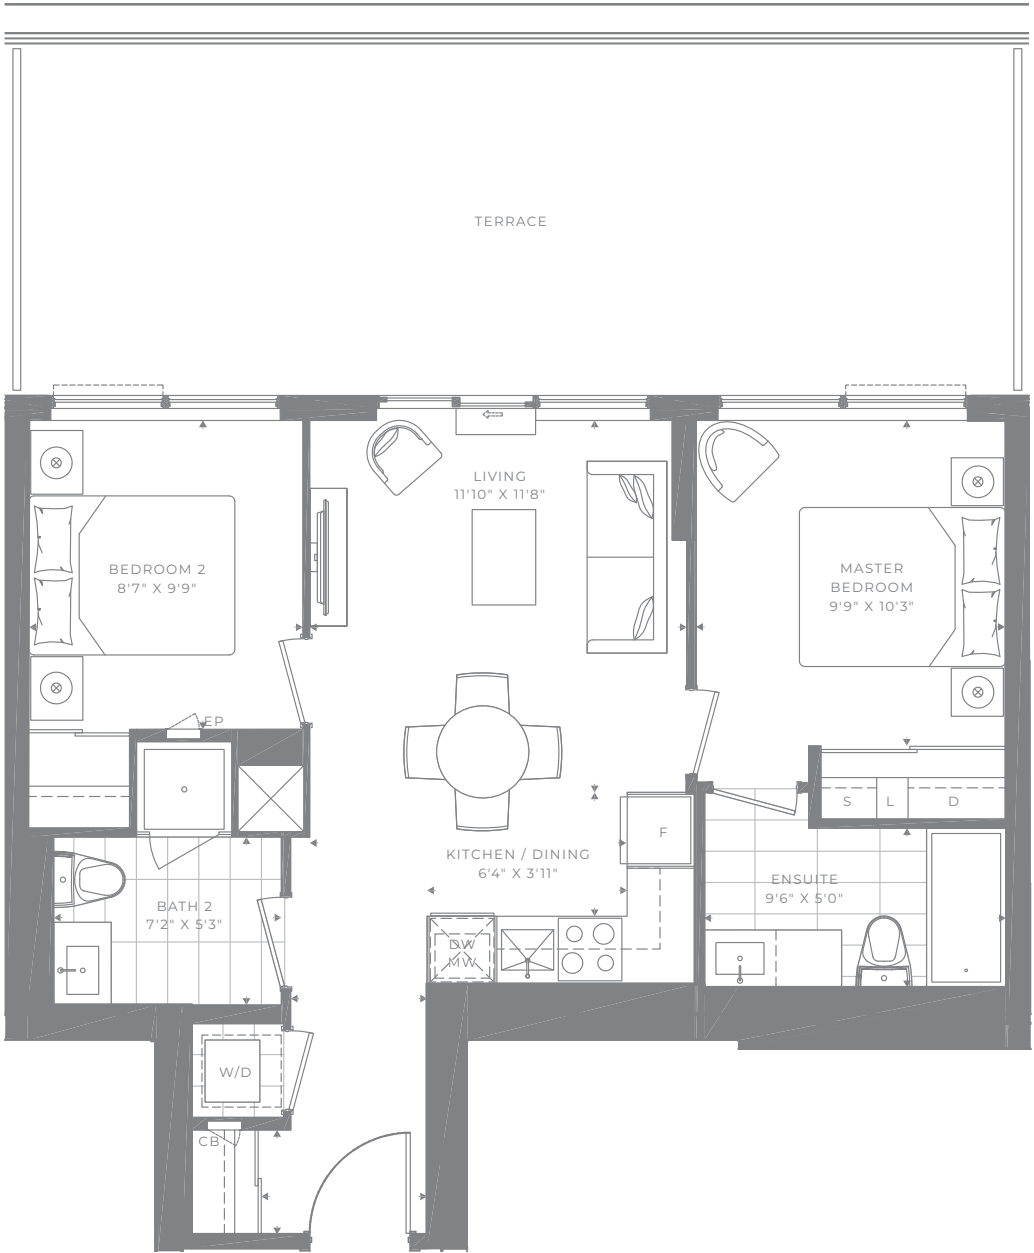 TERRACE
LIVING
11'10" X 11'8"
BEDROOM 2
8'7" X 9'9"
MASTER
BEDROOM
9'9" X 10'3"
EP
S L D
F
KITCHEN / DINING
6'4" X 3'11"
ENSUITE
9'6" X 5'0"
BATH 2
7'2" X 5'3"
DW
MW
W/D
CB